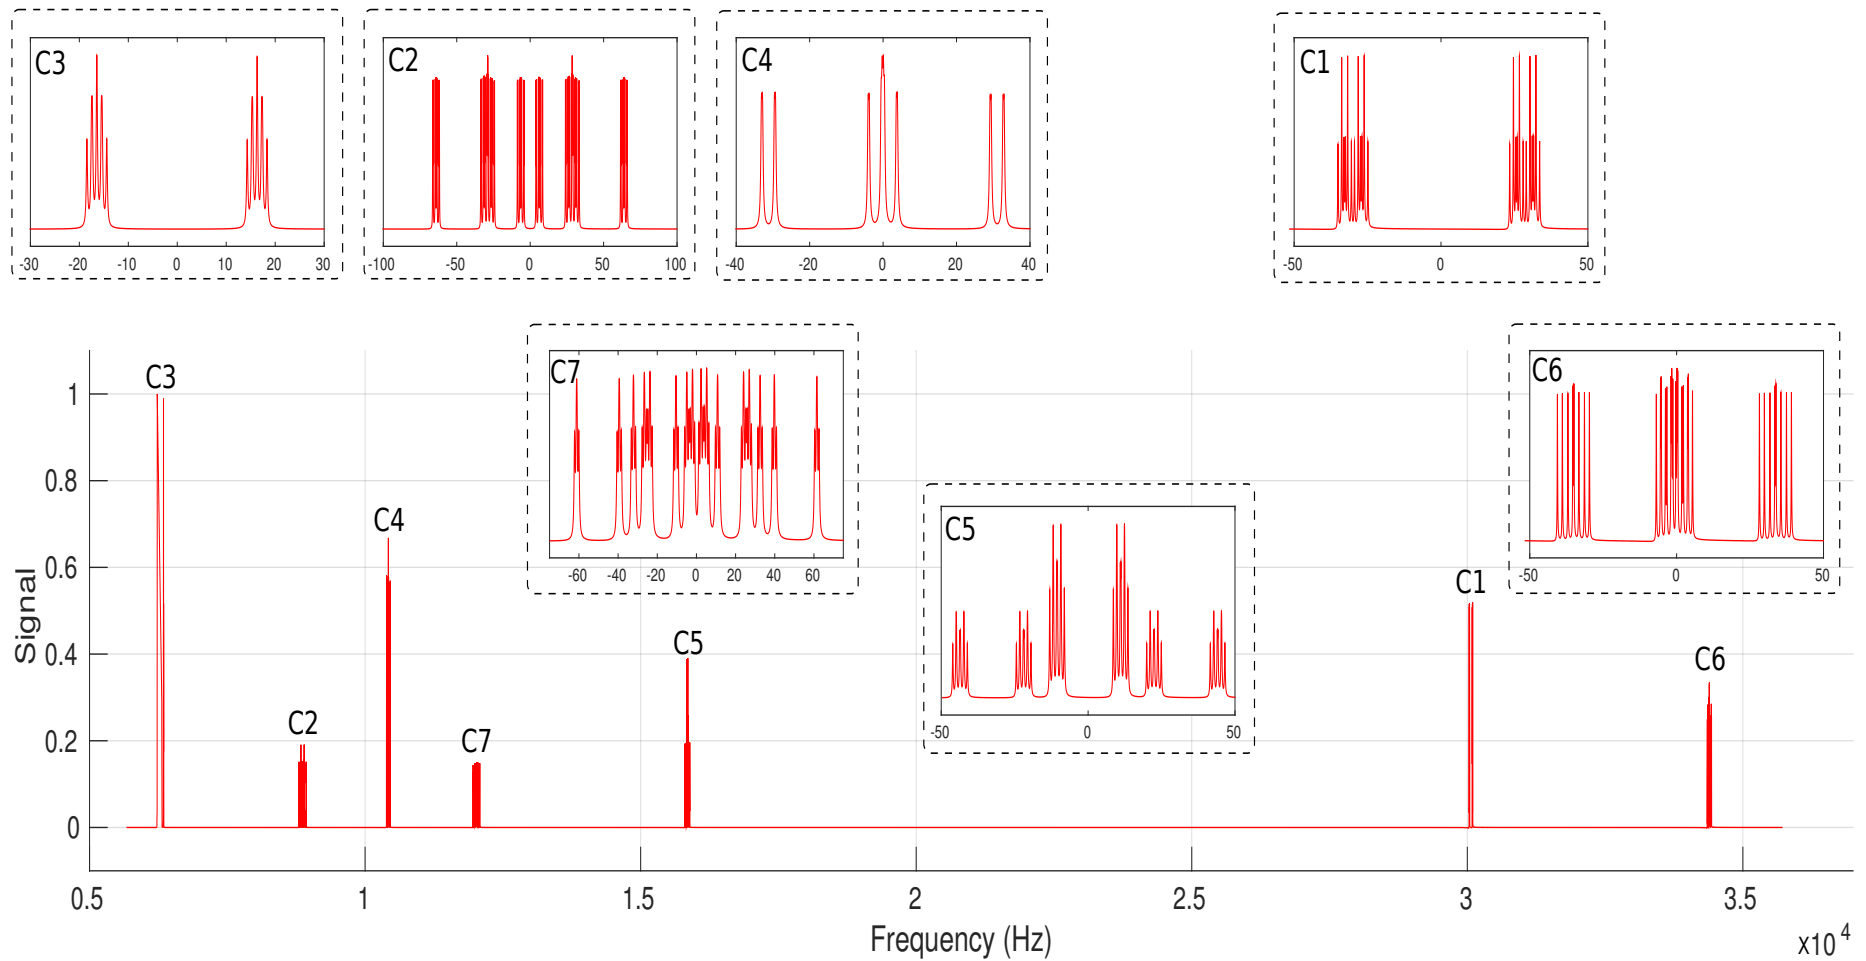 C3
C2
C4
C1
-30 -20 -10 0 10 20 30
-100 -50 0 50 100
-40 -20 0 20 40
-50 0 50
C7
-60 -40 -20 0 20 40 60
C6
-50 0 50
C5
-50 0 50
Signal
1
0.8
0.6
0.4
0.2
0
C3
C2
C4
C7
C5
C1
C6
0.5 1 1.5 2 2.5 3 3.5
Frequency (Hz)
x10 4